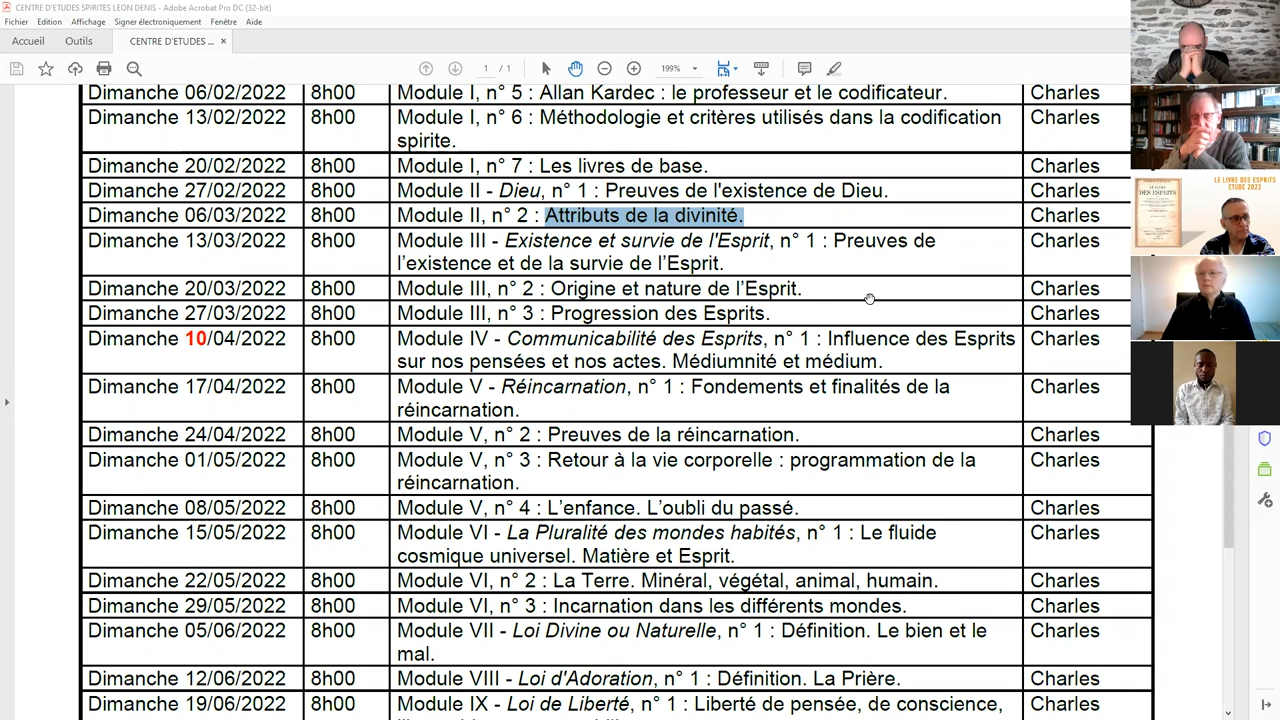 CENTRE D'ETUDES SPIRITES LEON DENIS - Adobe Acrobat Pro DC (32-bit)
Fichier Edition Affichage Signer électroniquement Fenêtre Aide
Accueil Outils CENTRE D'ETUDES ... ×
1 / 1 199%
Dimanche 06/02/2022 8h00 Module I, n° 5 : Allan Kardec : le professeur et le codificateur. Charles
Dimanche 13/02/2022 8h00 Module I, n° 6 : Méthodologie et critères utilisés dans la codification Charles
spirite.
Dimanche 20/02/2022 8h00 Module I, n° 7 : Les livres de base. Charles
Dimanche 27/02/2022 8h00 Module II - Dieu, n° 1 : Preuves de l'existence de Dieu. Charles
Dimanche 06/03/2022 8h00 Module II, n° 2 : Attributs de la divinité. Charles
Dimanche 13/03/2022 8h00 Module III - Existence et survie de l'Esprit, n° 1 : Preuves de Charles
l'existence et de la survie de l'Esprit.
Dimanche 20/03/2022 8h00 Module III, n° 2 : Origine et nature de l'Esprit. Charles
Dimanche 27/03/2022 8h00 Module III, n° 3 : Progression des Esprits. Charles
Dimanche 10/04/2022 8h00 Module IV - Communicabilité des Esprits, n° 1 : Influence des Esprits Charles
sur nos pensées et nos actes. Médiumnité et médium.
Dimanche 17/04/2022 8h00 Module V - Réincarnation, n° 1 : Fondements et finalités de la Charles
réincarnation.
Dimanche 24/04/2022 8h00 Module V, n° 2 : Preuves de la réincarnation. Charles
Dimanche 01/05/2022 8h00 Module V, n° 3 : Retour à la vie corporelle : programmation de la Charles
réincarnation.
Dimanche 08/05/2022 8h00 Module V, n° 4 : L'enfance. L'oubli du passé. Charles
Dimanche 15/05/2022 8h00 Module VI - La Pluralité des mondes habités, n° 1 : Le fluide Charles
cosmique universel. Matière et Esprit.
Dimanche 22/05/2022 8h00 Module VI, n° 2 : La Terre. Minéral, végétal, animal, humain. Charles
Dimanche 29/05/2022 8h00 Module VI, n° 3 : Incarnation dans les différents mondes. Charles
Dimanche 05/06/2022 8h00 Module VII - Loi Divine ou Naturelle, n° 1 : Définition. Le bien et le Charles
mal.
Dimanche 12/06/2022 8h00 Module VIII - Loi d'Adoration, n° 1 : Définition. La Prière. Charles
Dimanche 19/06/2022 8h00 Module IX - Loi de Liberté, n° 1 : Liberté de pensée, de conscience, Charles
LE LIVRE DES ESPRITS
ETUDE 2022
DES ESPRITS